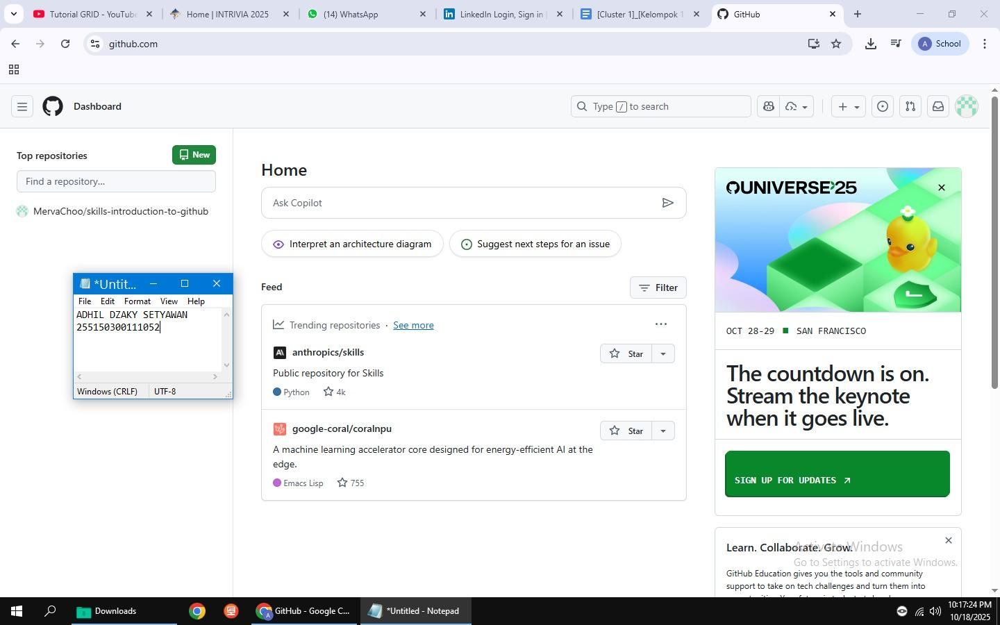 Tutorial GRID - YouTube
Home | INTRIVIA 2025
(14) WhatsApp
LinkedIn Login, Sign in |
[Cluster 1]_[Kelompok 1
GitHub
github.com
A School
Dashboard
Type / to search
Top repositories
New
Find a repository...
MervaChoo/skills-introduction-to-github
*Untit...
File Edit Format View Help
ADHIL DZAKY SETYAWAN
255150300111052
Windows (CRLF) UTF-8
Home
Ask Copilot
Interpret an architecture diagram
Suggest next steps for an issue
Feed
Filter
Trending repositories · See more
anthropics/skills
Star
Public repository for Skills
Python 4k
google-coral/coralnpu
Star
A machine learning accelerator core designed for energy-efficient AI at the
edge.
Emacs Lisp 755
UNIVERSE'25
OCT 28-29 SAN FRANCISCO
The countdown is on.
Stream the keynote
when it goes live.
SIGN UP FOR UPDATES
Learn. Collaborate. Grow.
GitHub Education gives you the tools and community
support to take on tech challenges and turn them into
Activate Windows
Go to Settings to activate Windows.
Downloads
A
GitHub - Google C...
*Untitled - Notepad
10:17:24 PM
10/18/2025